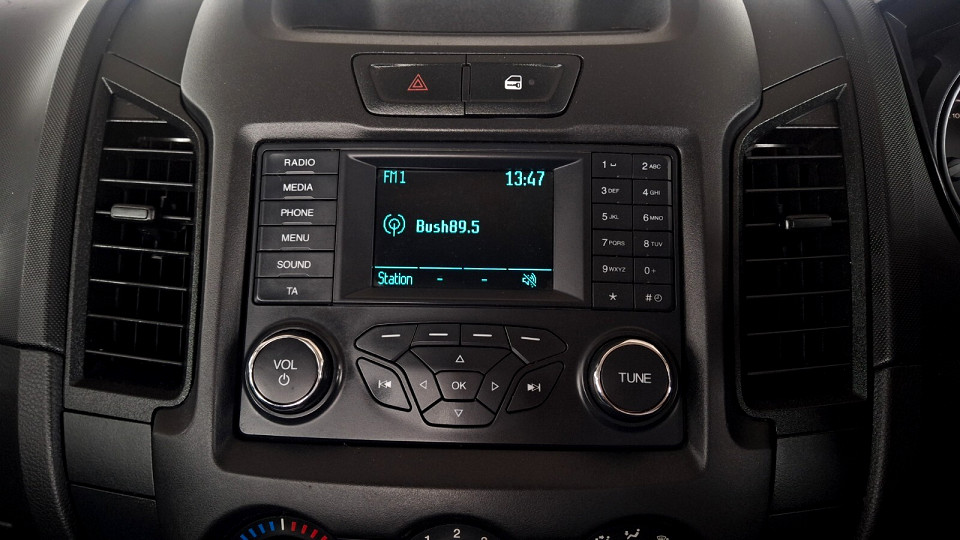 FM1 13:47
Bush89.5
Station - -
RADIO
MEDIA
PHONE
MENU
SOUND
TA
1 2 ABC
3 DEF 4 GHI
5 JKL 6 MNO
7 PQRS 8 TUV
9 WXYZ 0 +
* #
VOL
OK
TUNE
1 2 3